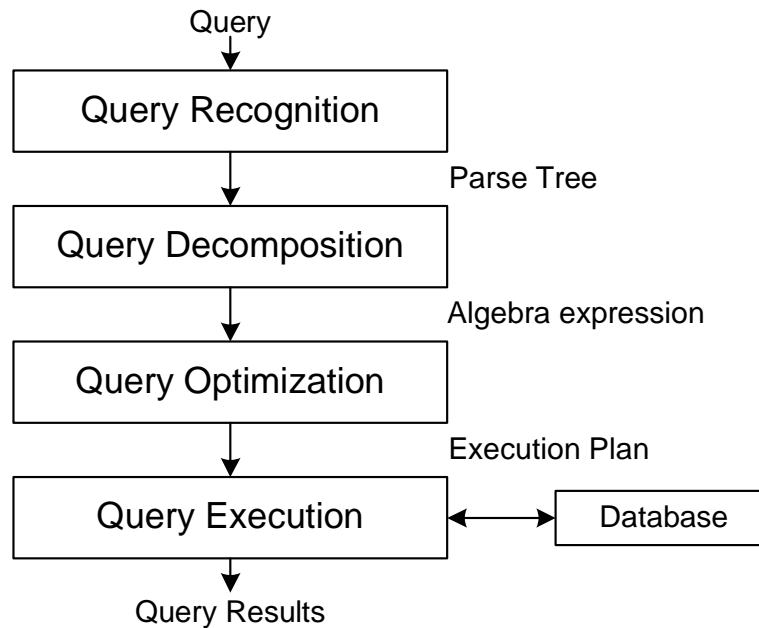 Query
Query Recognition
Parse Tree
Query Decomposition
Algebra expression
Query Optimization
Execution Plan
Query Execution
Database
Query Results